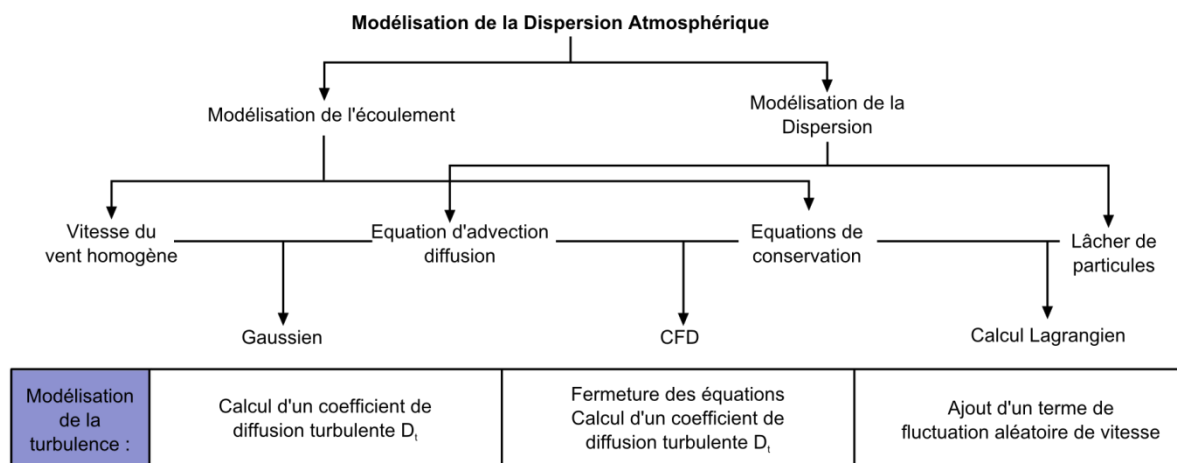 Modélisation de la Dispersion Atmosphérique
Modélisation de l'écoulement
Modélisation de la
Dispersion
Vitesse du
vent homogène
Equation d'advection
diffusion
Equations de
conservation
Lâcher de
particules
Gaussien
CFD
Calcul Lagrangien
Modélisation
de la
turbulence :
Calcul d'un coefficient de
diffusion turbulente Dt
Fermeture des équations
Calcul d'un coefficient de
diffusion turbulente Dt
Ajout d'un terme de
fluctuation aléatoire de vitesse